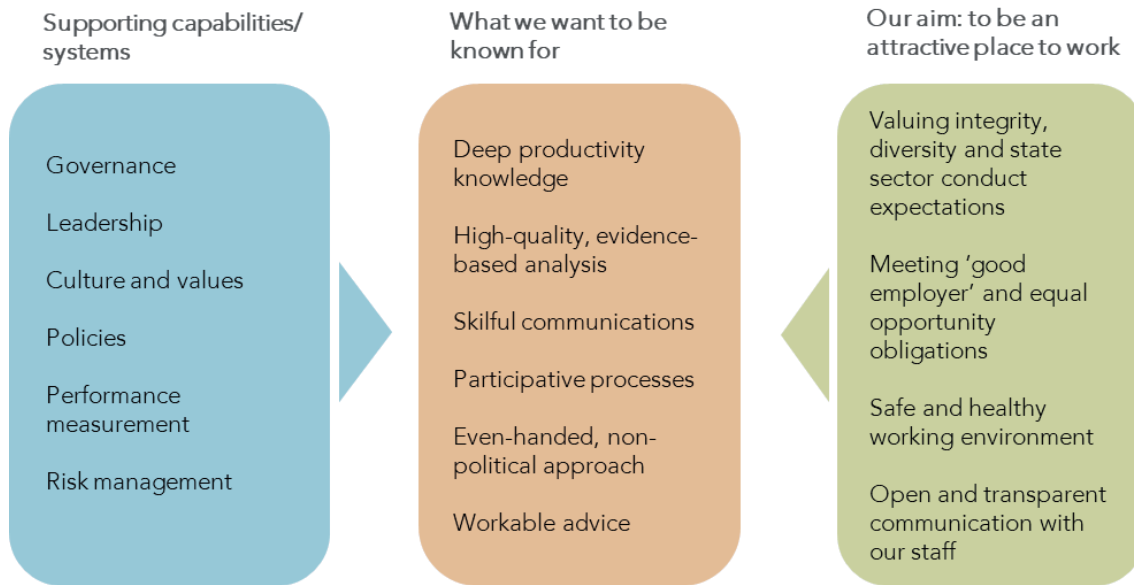 Supporting capabilities/
systems
Governance
Leadership
Culture and values
Policies
Performance
measurement
Risk management
What we want to be
known for
Deep productivity
knowledge
High-quality, evidence-
based analysis
Skilful communications
Participative processes
Even-handed, non-
political approach
Workable advice
Our aim: to be an
attractive place to work
Valuing integrity,
diversity and state
sector conduct
expectations
Meeting ‘good
employer’ and equal
opportunity
obligations
Safe and healthy
working environment
Open and transparent
communication with
our staff